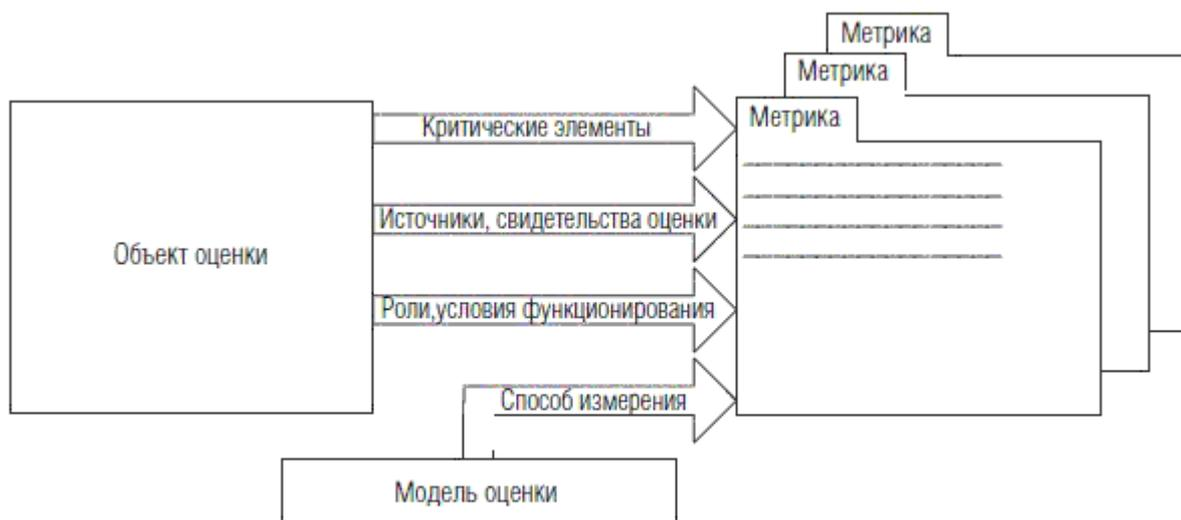 Метрика
Метрика
Метрика
Критические элементы
Источники, свидетельства оценки
Объект оценки
Роли,условия функционирования
Способ измерения
Модель оценки